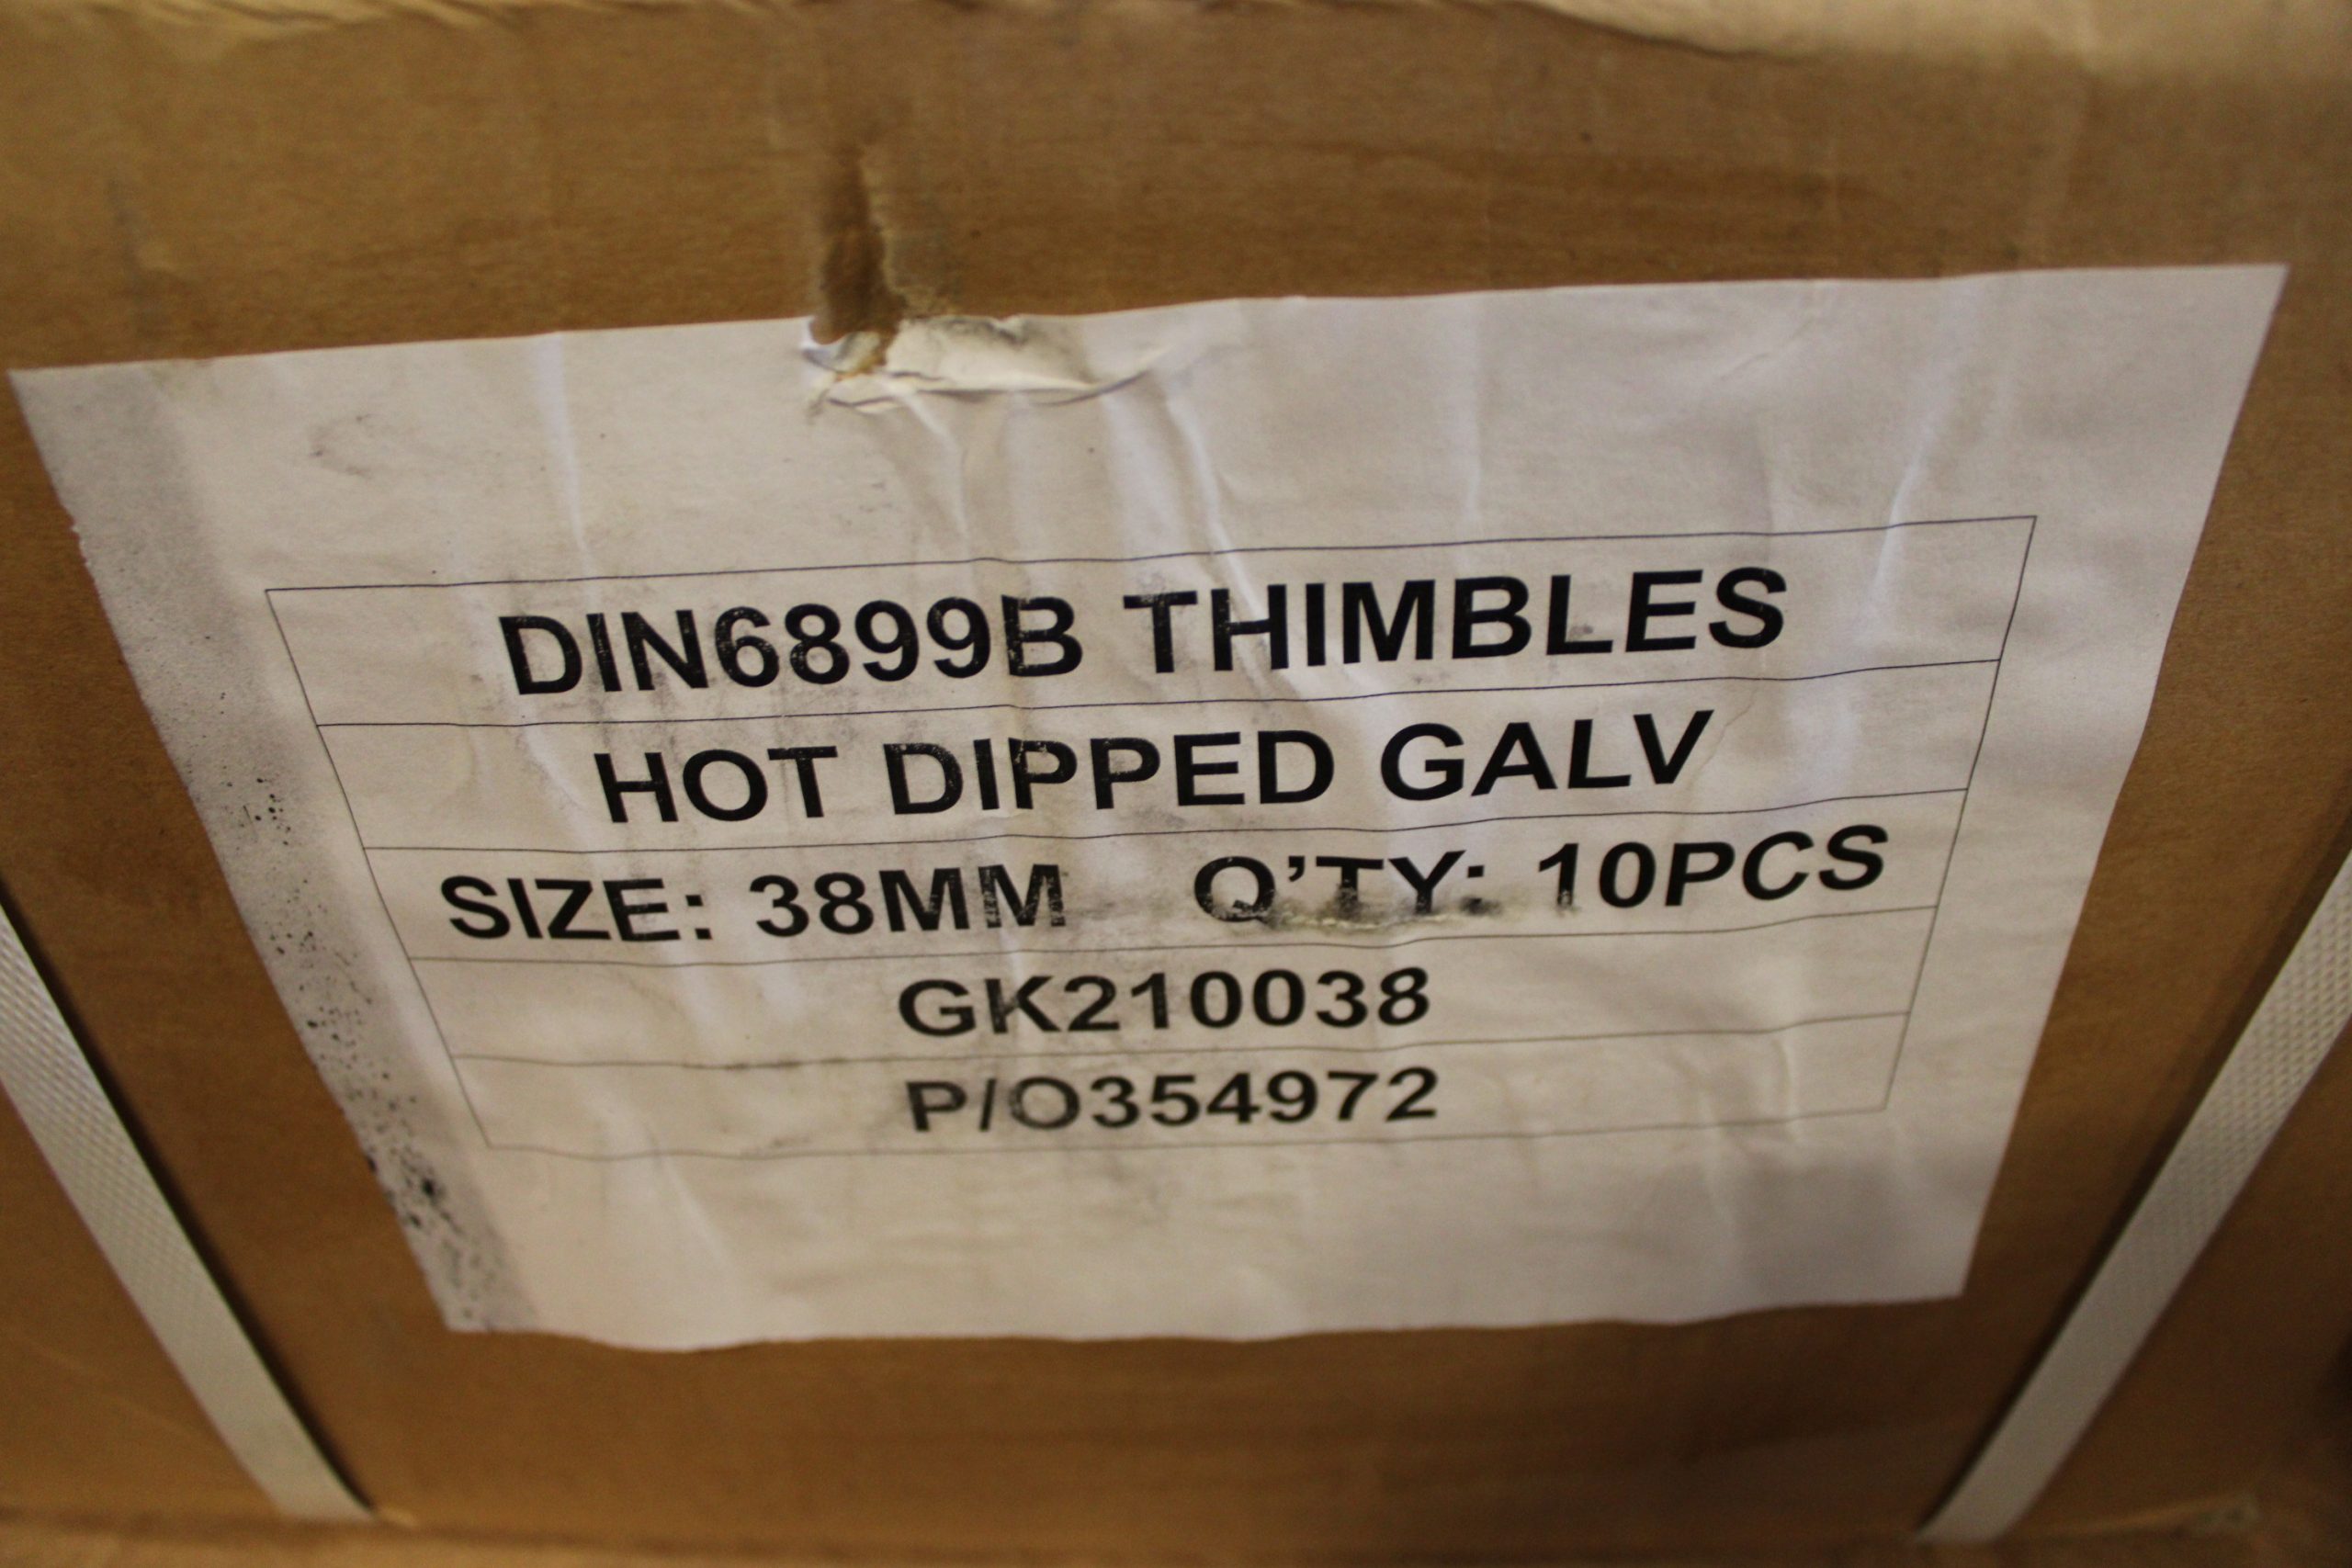 DIN6899B THIMBLES
HOT DIPPED GALV
SIZE: 38MM Q'TY: 10PCS
GK210038
P/O354972